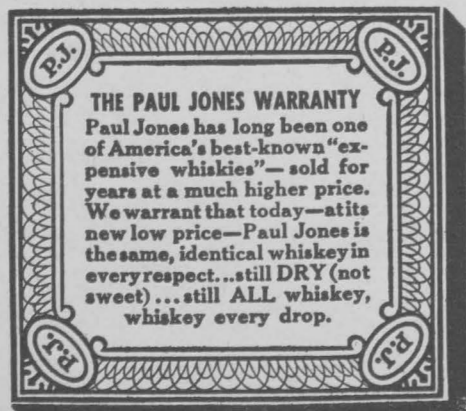 P.J.
P.J.
THE PAUL JONES WARRANTY
Paul Jones has long been one
of America's best-known "ex-
pensive whiskies"—sold for
years at a much higher price.
We warrant that today—at its
new low price—Paul Jones is
the same, identical whiskey in
every respect...still DRY (not
sweet)...still ALL whiskey,
whiskey every drop.
P.J.
P.J.